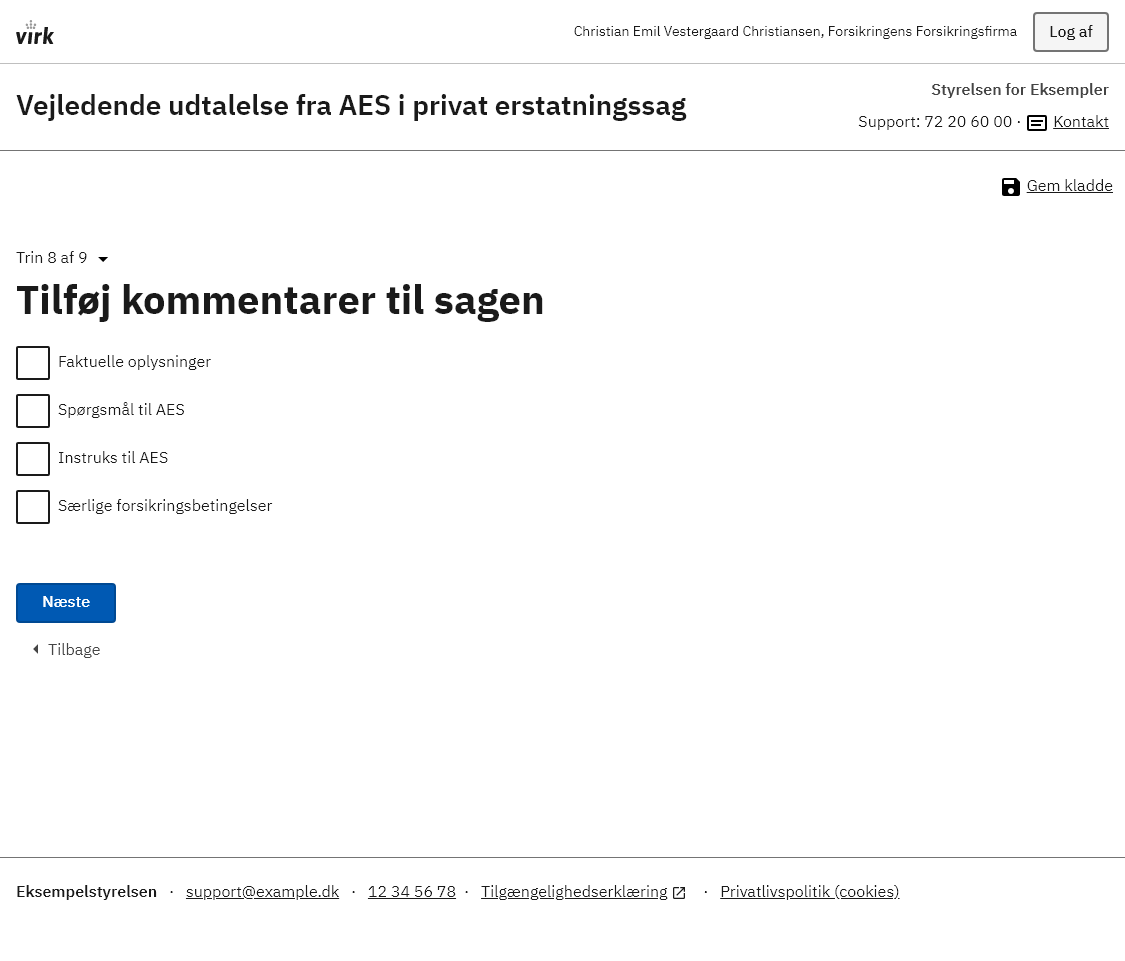 virk
Christian Emil Vestergaard Christiansen, Forsikringens Forsikringsfirma
Log af
Vejledende udtalelse fra AES i privat erstatningssag
Styrelsen for Eksempler
Support: 72 20 60 00 · Kontakt
Gem kladde
Trin 8 af 9
Tilføj kommentarer til sagen
Faktuelle oplysninger
Spørgsmål til AES
Instruks til AES
Særlige forsikringsbetingelser
Næste
Tilbage
Eksempelstyrelsen · support@example.dk · 12 34 56 78 · Tilgængelighedserklæring · Privatlivspolitik (cookies)